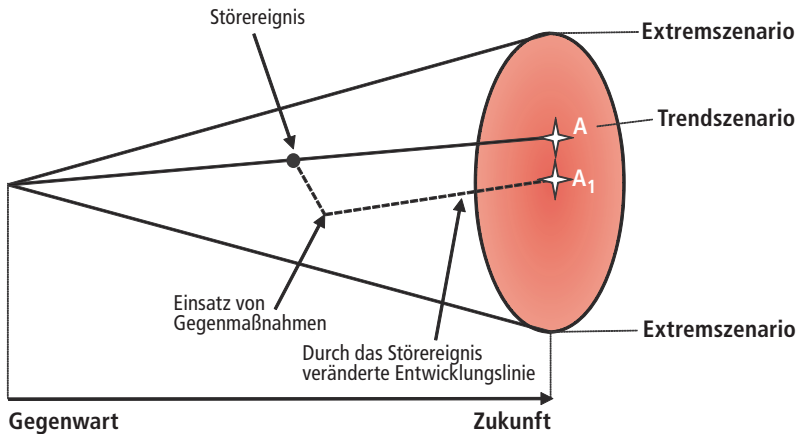 Störereignis
Extremszenario
A
Trendszenario
A1
Einsatz von
Gegenmaßnahmen
Extremszenario
Durch das Störereignis
veränderte Entwicklungslinie
Gegenwart
Zukunft